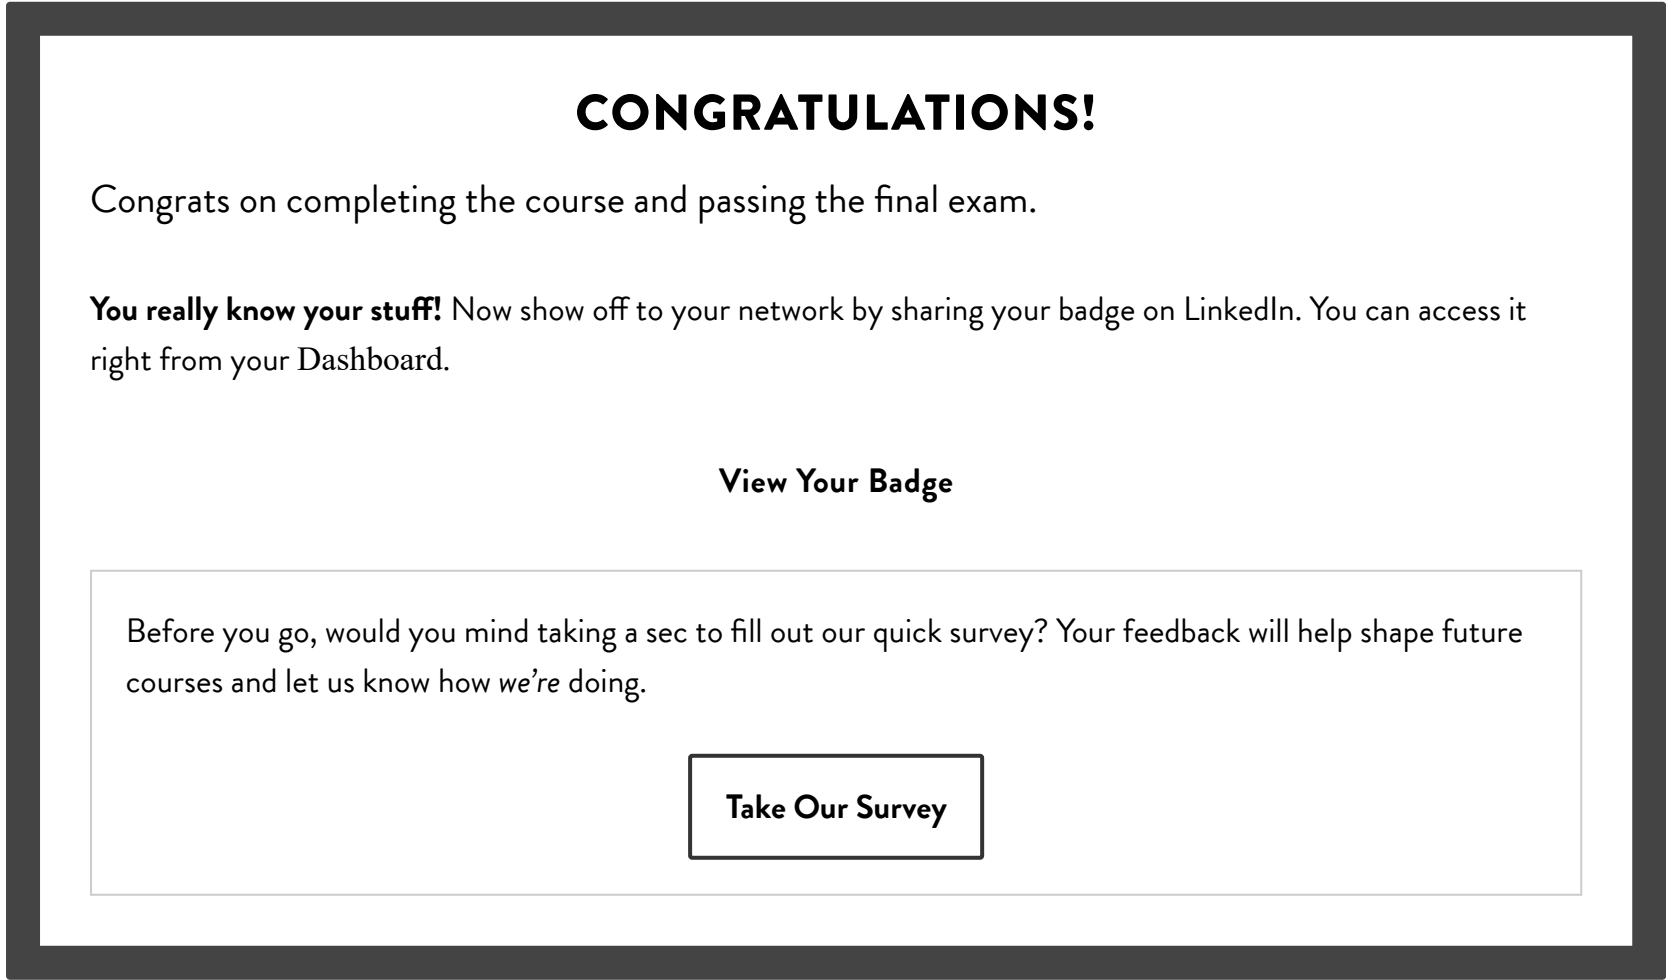 CONGRATULATIONS!
Congrats on completing the course and passing the final exam.
You really know your stuff! Now show off to your network by sharing your badge on LinkedIn. You can access it
right from your Dashboard.
View Your Badge
Before you go, would you mind taking a sec to fill out our quick survey? Your feedback will help shape future
courses and let us know how we’re doing.
Take Our Survey